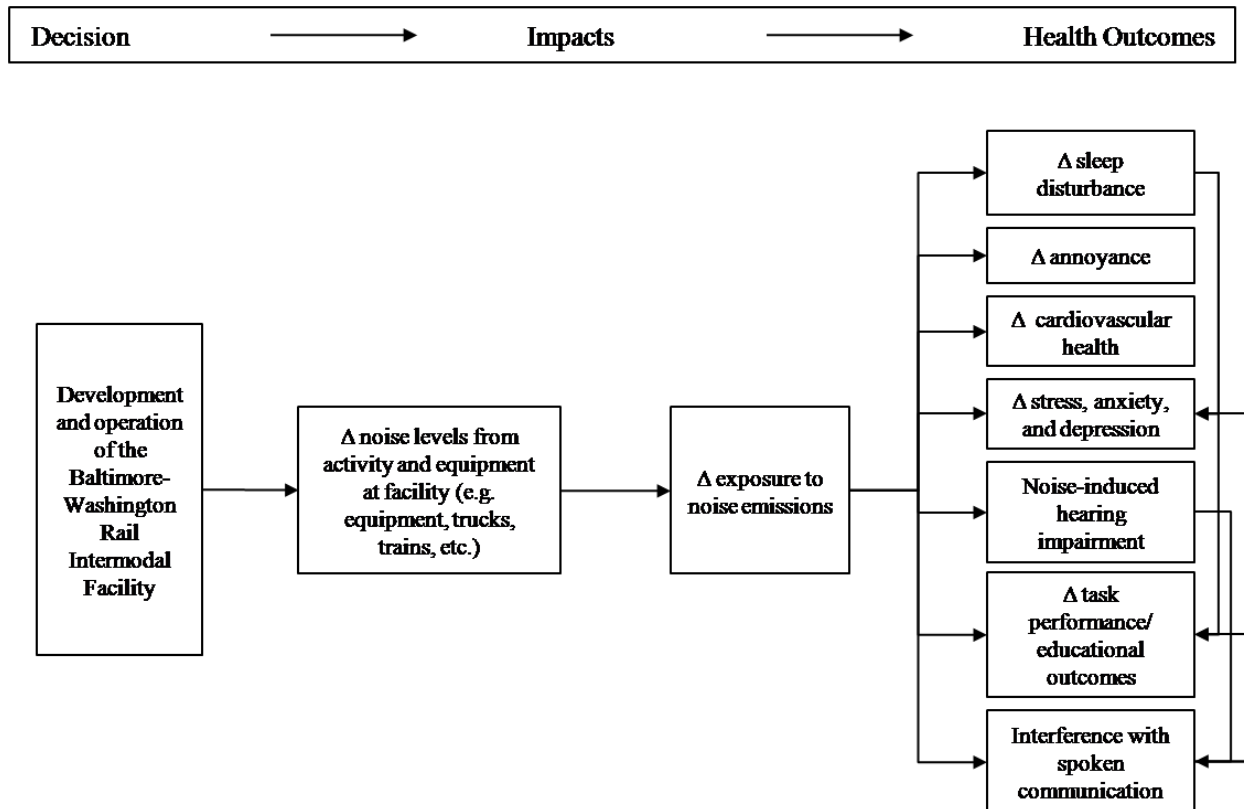 Decision Impacts Health Outcomes
Development
and operation
of the
Baltimore-
Washington
Rail
Intermodal
Facility
Δ noise levels from
activity and equipment
at facility (e.g.
equipment, trucks,
trains, etc.)
Δ exposure to
noise emissions
Δ sleep
disturbance
Δ annoyance
Δ cardiovascular
health
Δ stress, anxiety,
and depression
Noise-induced
hearing
impairment
Δ task
performance/
educational
outcomes
Interference with
spoken
communication